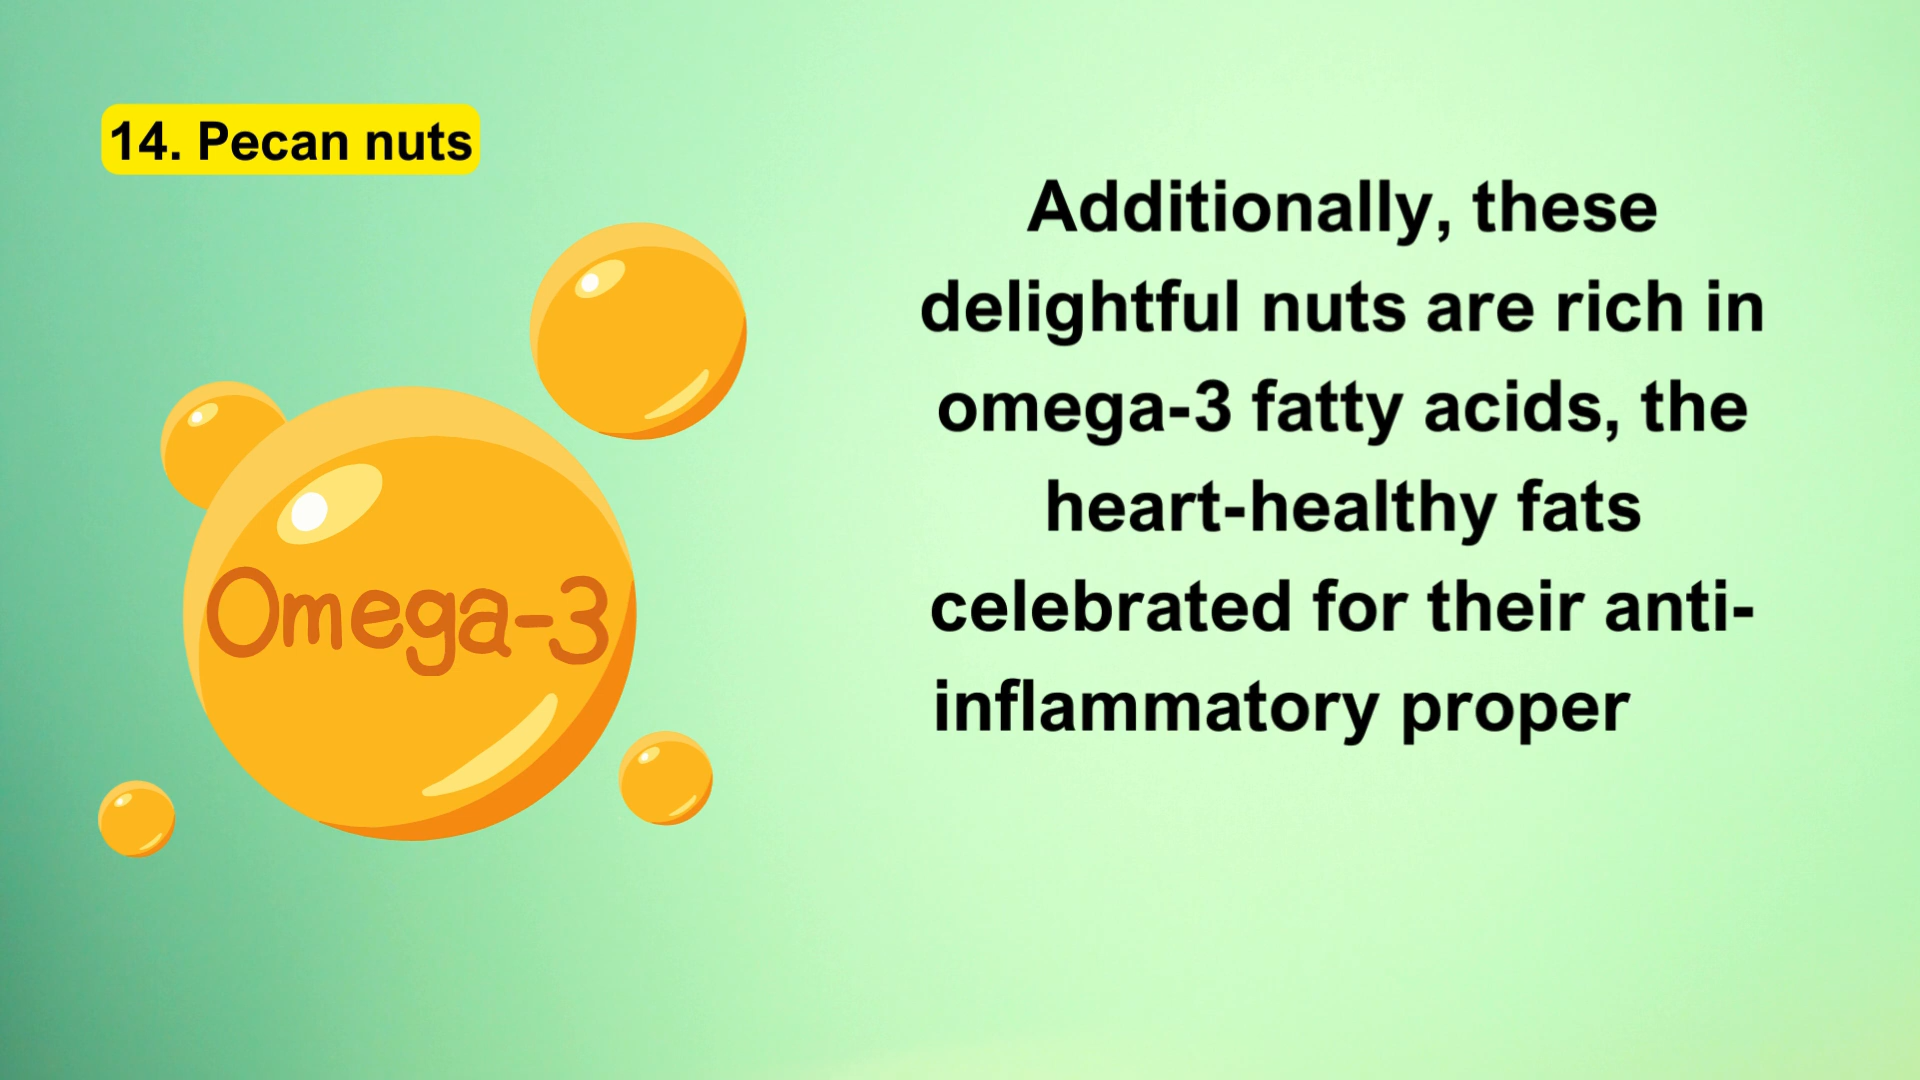 14. Pecan nuts
Additionally, these
delightful nuts are rich in
omega-3 fatty acids, the
heart-healthy fats
celebrated for their anti-
inflammatory proper
Omega-3